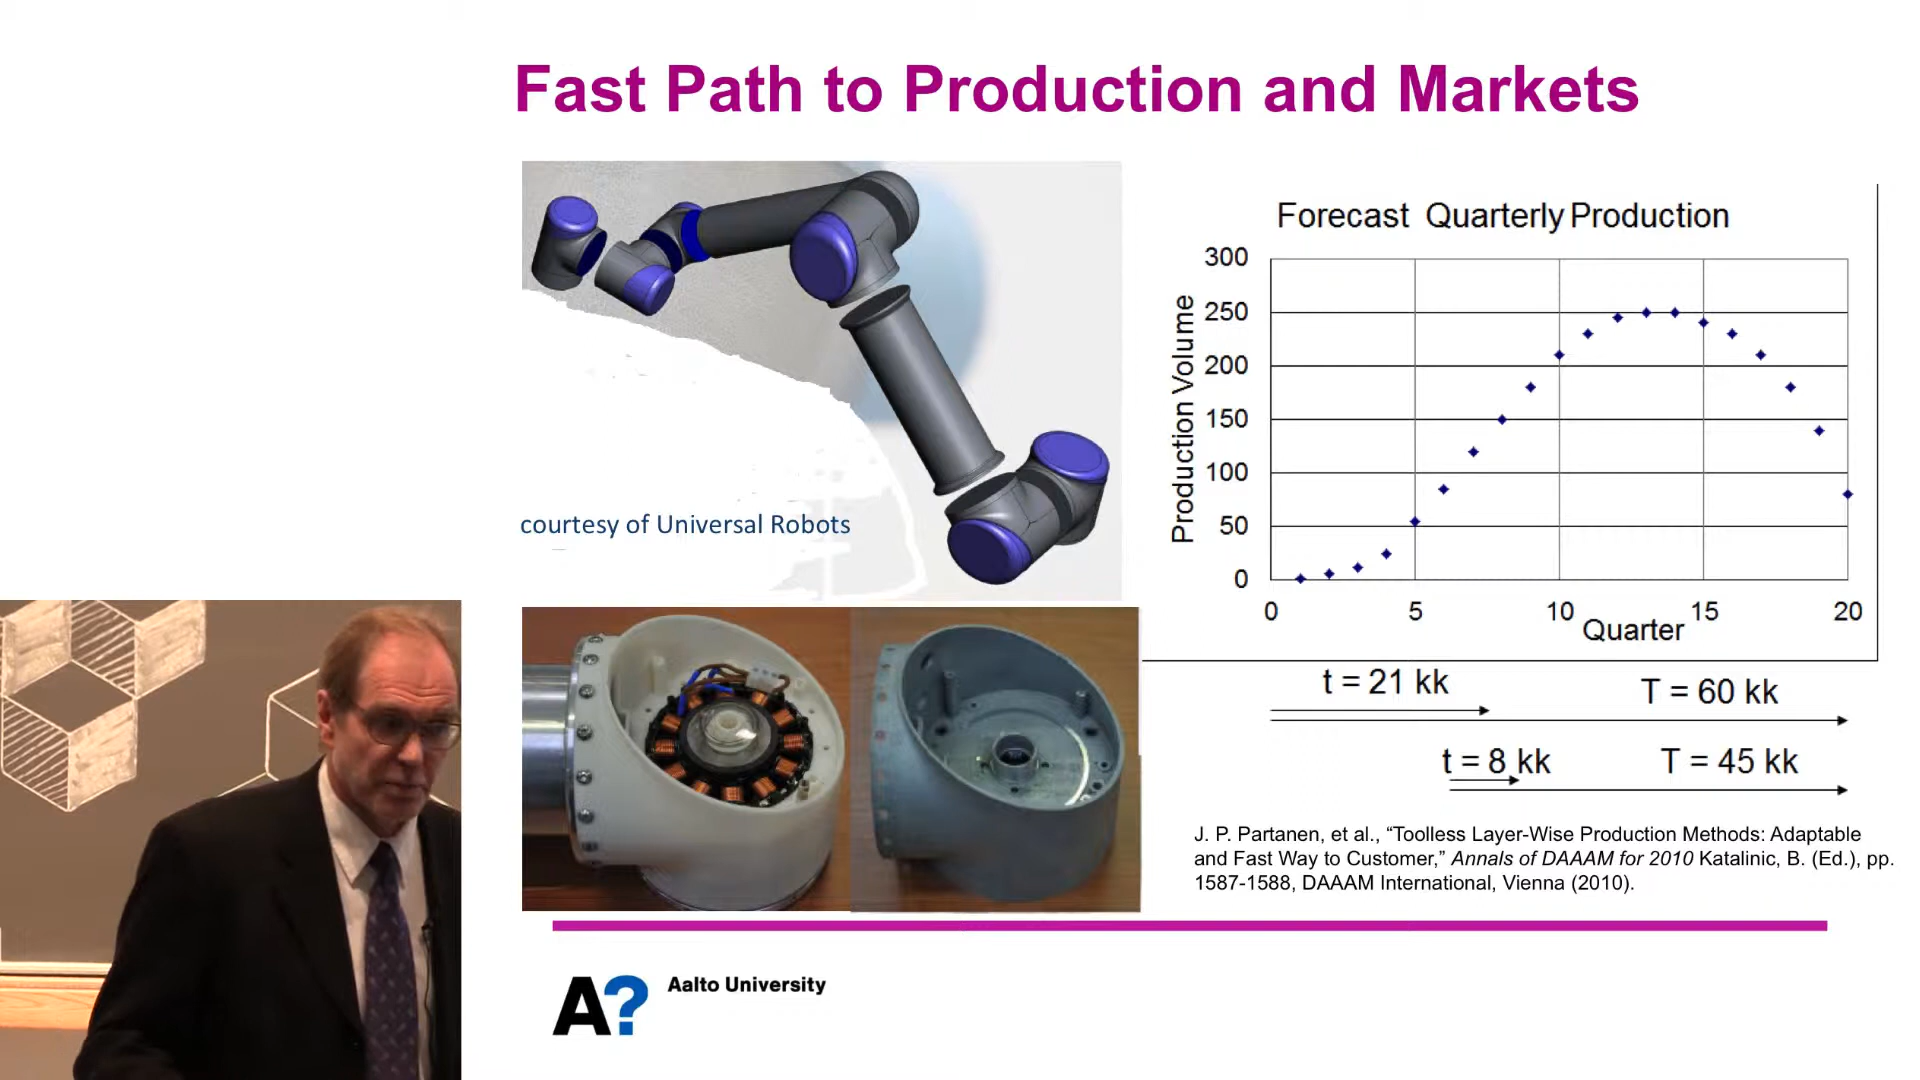 Fast Path to Production and Markets
courtesy of Universal Robots
Forecast Quarterly Production
Production Volume
300
250
200
150
100
50
0
0 5 10 15 20
Quarter
t = 21 kk
T = 60 kk
t = 8 kk
T = 45 kk
J. P. Partanen, et al., “Toolless Layer-Wise Production Methods: Adaptable
and Fast Way to Customer,” Annals of DAAAM for 2010 Katalinic, B. (Ed.), pp.
1587-1588, DAAAM International, Vienna (2010).
A?
Aalto University